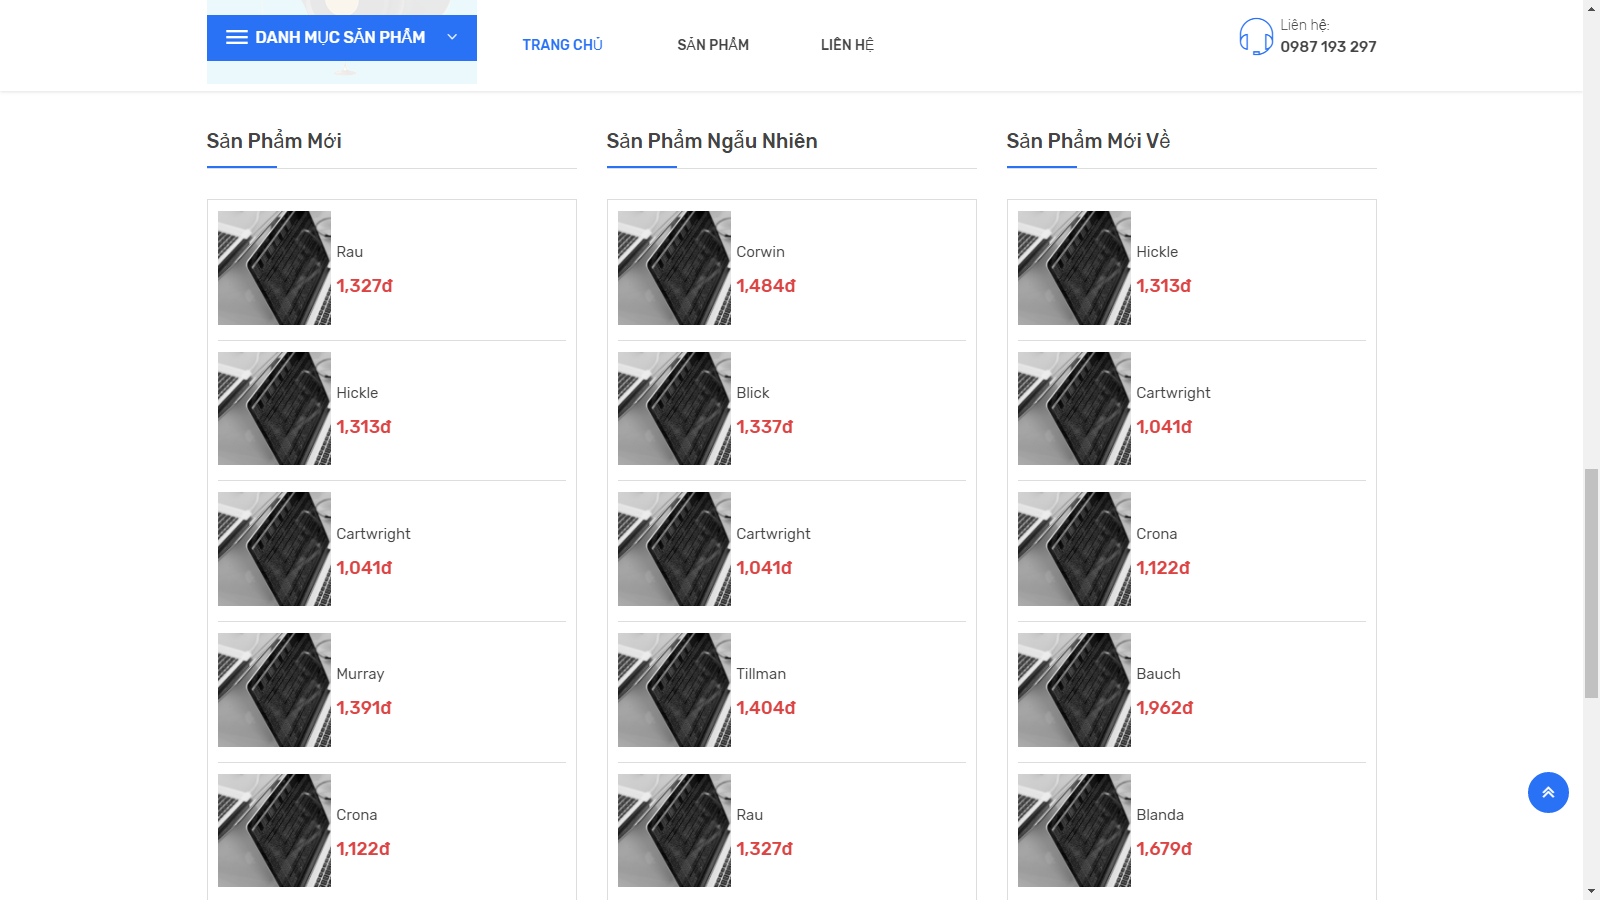 DANH MỤC SẢN PHẨM
TRANG CHỦ
SẢN PHẨM
LIÊN HỆ
Liên hệ:
0987 193 297
Sản Phẩm Mới
Rau
1,327đ
Hickle
1,313đ
Cartwright
1,041đ
Murray
1,391đ
Crona
1,122đ
Sản Phẩm Ngẫu Nhiên
Corwin
1,484đ
Blick
1,337đ
Cartwright
1,041đ
Tillman
1,404đ
Rau
1,327đ
Sản Phẩm Mới Về
Hickle
1,313đ
Cartwright
1,041đ
Crona
1,122đ
Bauch
1,962đ
Blanda
1,679đ